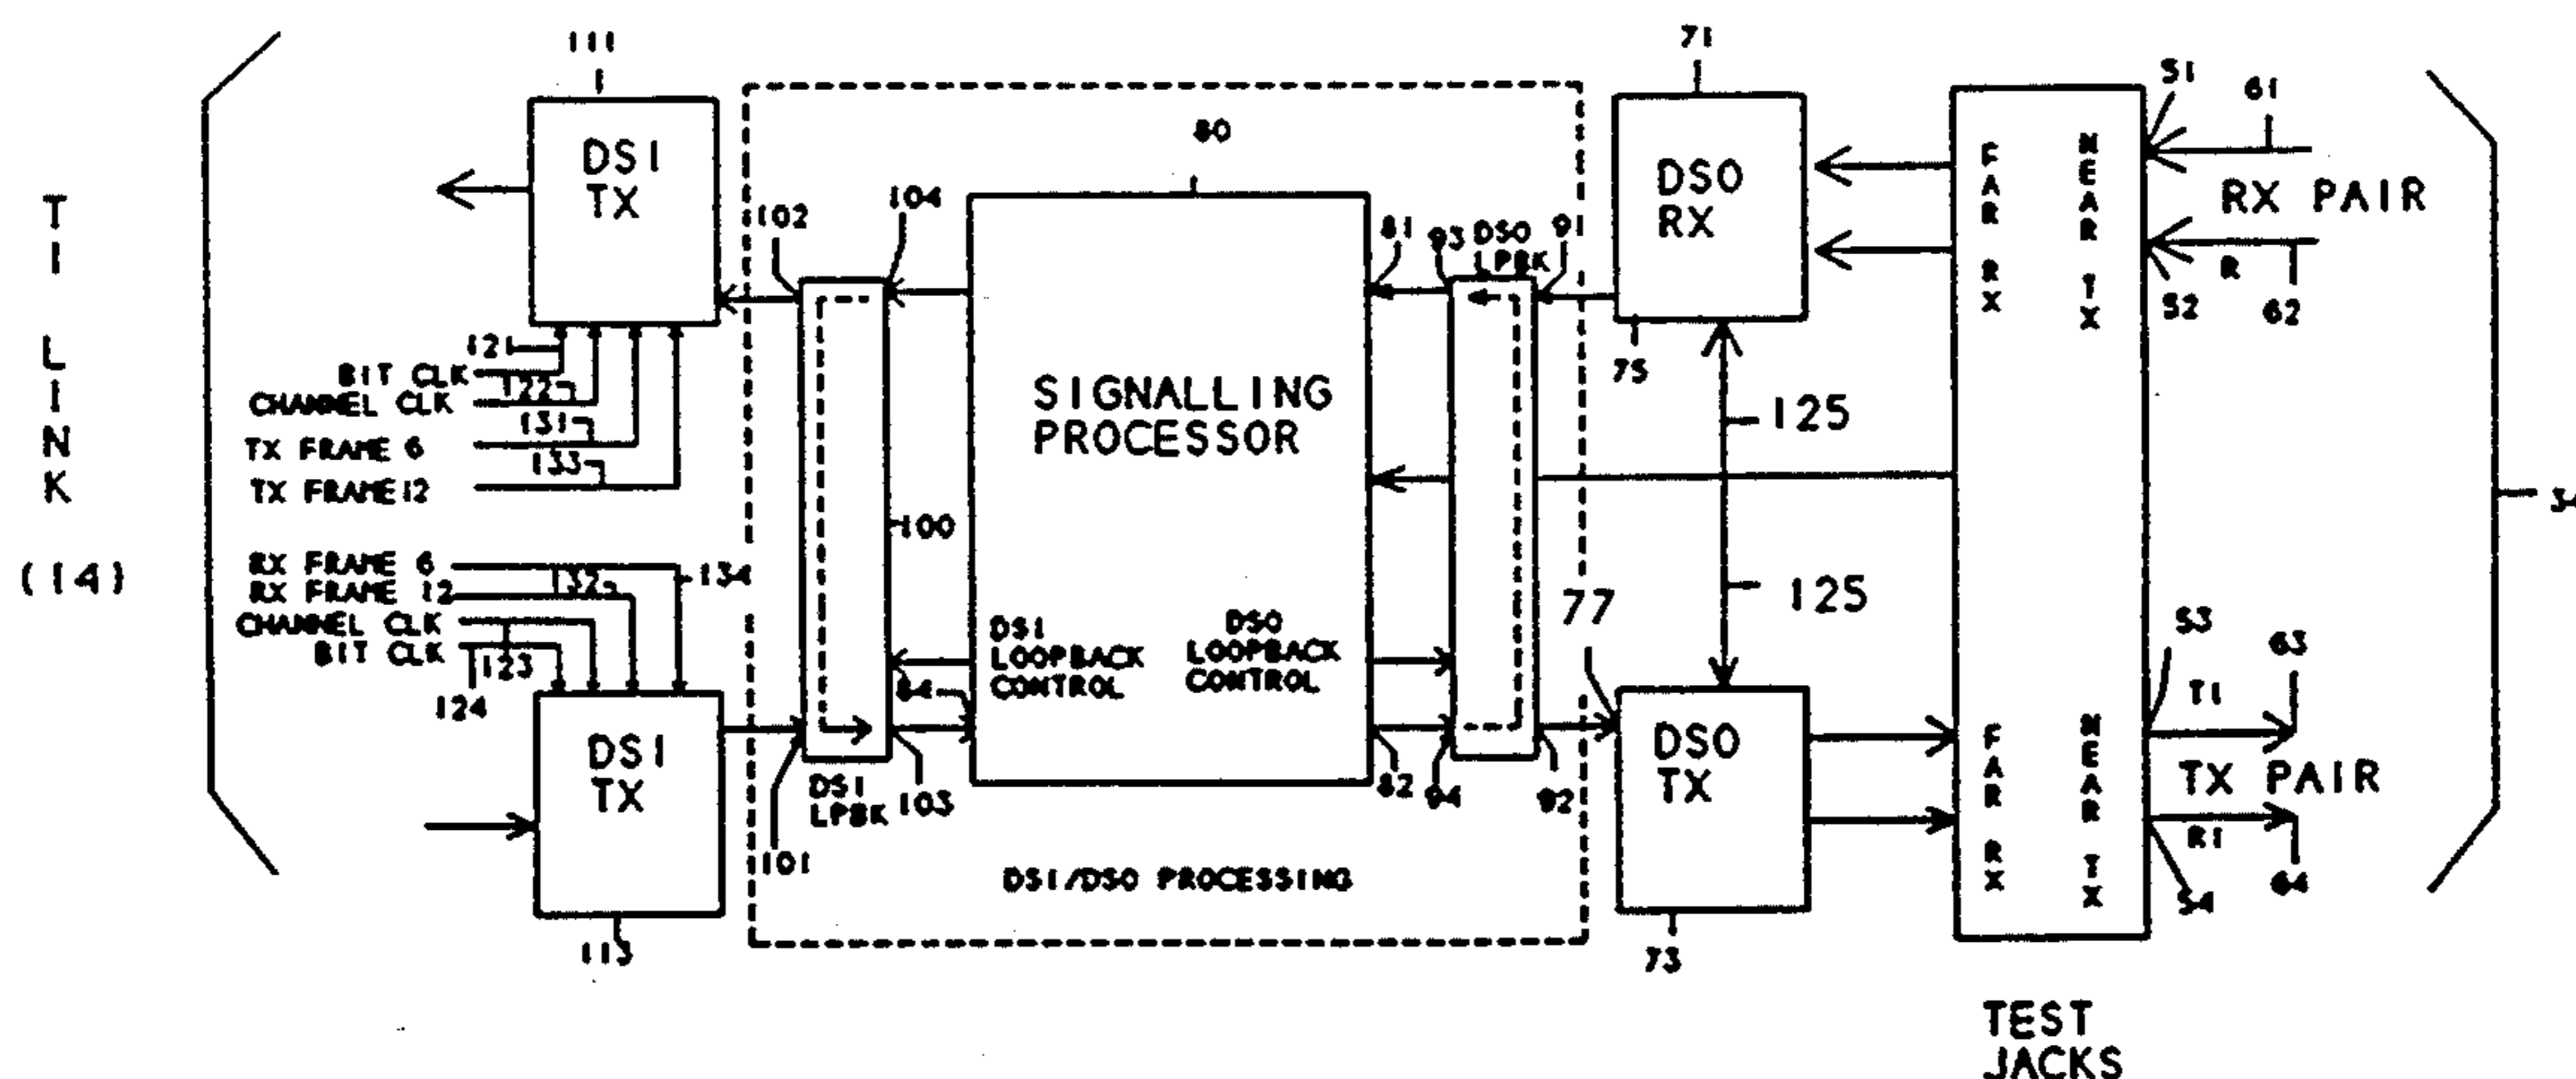 T1 LINK
(14)
111
DS1
TX
121
BIT CLK
122
CHANNEL CLK
131
TX FRAME 6
133
TX FRAME 12
RX FRAME 6
132
RX FRAME 12
134
CHANNEL CLK
BIT CLK
123
124
DS1
TX
113
102
104
100
DS1
LPBK
101
103
84
80
SIGNALLING
PROCESSOR
DS1
LOOPBACK
CONTROL
DS0
LOOPBACK
CONTROL
DS1/DS0 PROCESSING
81
93
DS0
LPBK
82
94
92
71
DS0
RX
75
125
125
77
DS0
TX
73
FAR RX
NEAR TX
FAR RX
NEAR TX
TEST
JACKS
51
61
RX PAIR
R
52
62
53
63
T1
TX PAIR
R1
54
64